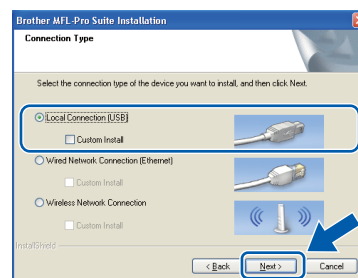 Brother MFL-Pro Suite Installation
Connection Type
Select the connection type of the device you want to install, and then click Next.
Local Connection (USB)
Custom Install
Wired Network Connection (Ethernet)
Custom Install
Wireless Network Connection
Custom Install
InstallShield
< Back
Next >
Cancel